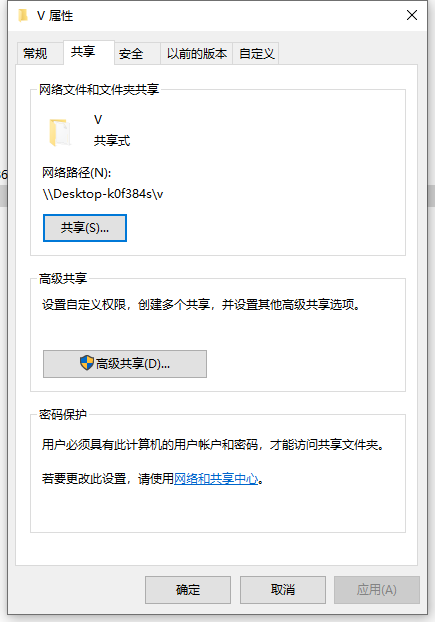 V 属性
常规 共享 安全 以前的版本 自定义
网络文件和文件夹共享
V
共享式
网络路径(N):
\\Desktop-k0f384s\v
共享(S)...
高级共享
设置自定义权限，创建多个共享，并设置其他高级共享选项。
高级共享(D)...
密码保护
用户必须具有此计算机的用户帐户和密码，才能访问共享文件夹。
若要更改此设置，请使用网络和共享中心。
确定 取消 应用(A)